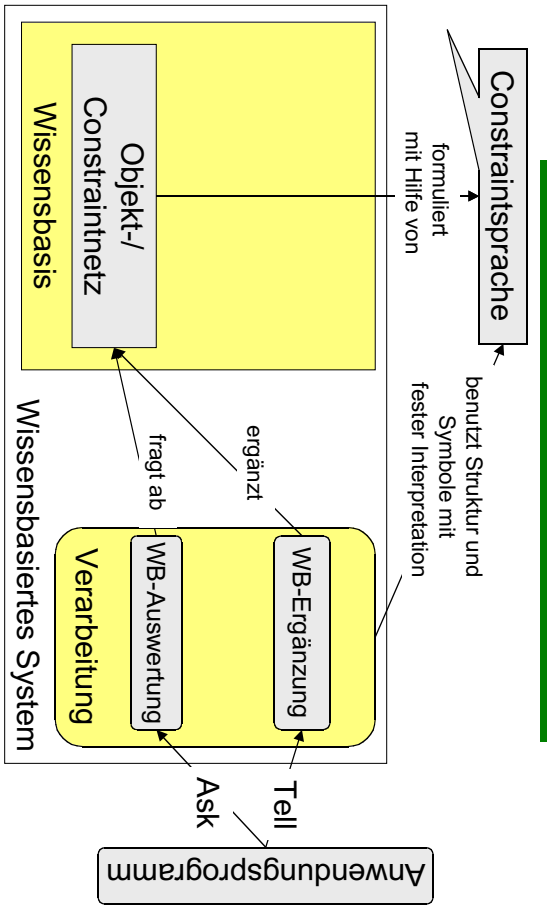 Constraintsprache
formuliert
mit Hilfe von
benutzt Struktur und
Symbole mit
fester Interpretation
Objekt-/
Constraintnetz
Wissensbasis
ergänzt
fragt ab
WB-Ergänzung
WB-Auswertung
Verarbeitung
Wissensbasiertes System
Tell
Ask
Anwendungsprogramm